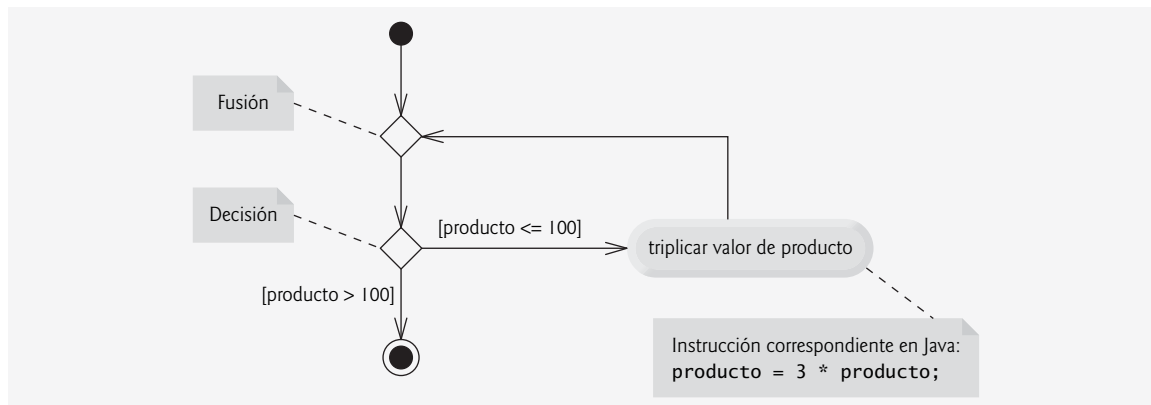 Fusión
Decisión
[producto <= 100]
triplicar valor de producto
[producto > 100]
Instrucción correspondiente en Java:
producto = 3 * producto;